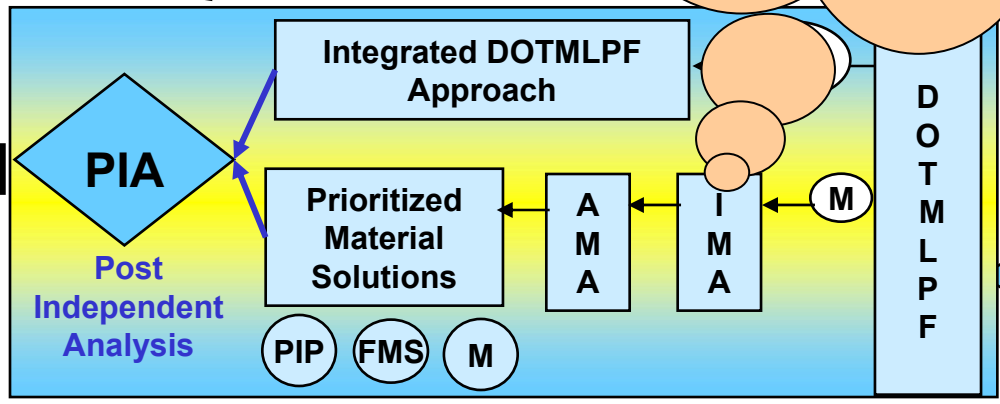 Integrated DOTMLPF
Approach
PIA
Post
Independent
Analysis
Prioritized
Material
Solutions
PIP
FMS
M
A
M
A
I
M
A
M
D
O
T
M
L
P
F